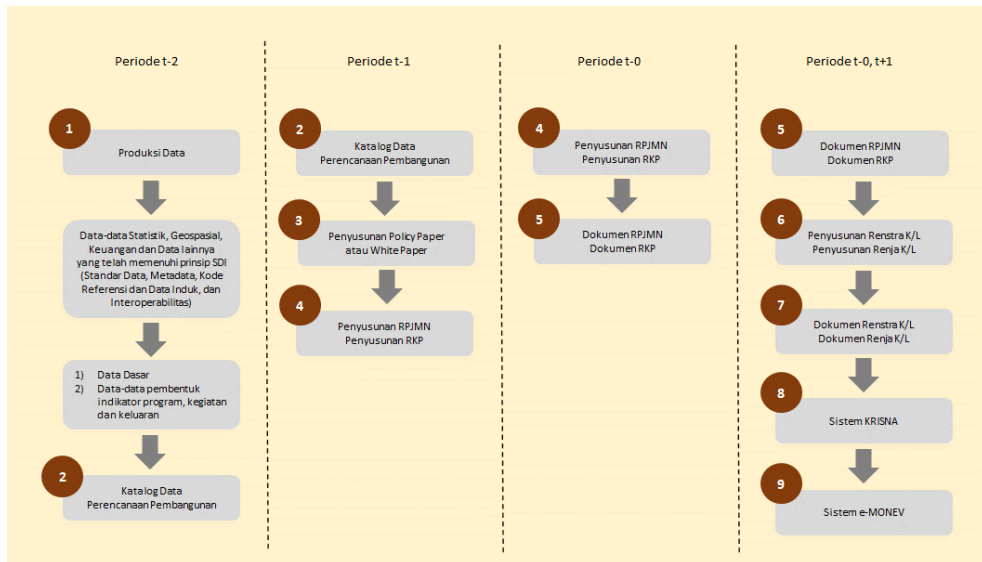 Periode t-2
1
Produksi Data
Data-data Statistik, Geospasial,
Keuangan dan Data lainnya
yang telah memenuhi prinsip SDI
(Standar Data, Metadata, Kode
Referensi dan Data Induk, dan
Interoperabilitas)
1) Data Dasar
2) Data-data pembentuk
indikator program, kegiatan
dan keluaran
2
Katalog Data
Perencanaan Pembangunan
Periode t-1
2
Katalog Data
Perencanaan Pembangunan
3
Penyusunan Policy Paper
atau White Paper
4
Penyusunan RPJMN
Penyusunan RKP
Periode t-0
4
Penyusunan RPJMN
Penyusunan RKP
5
Dokumen RPJMN
Dokumen RKP
Periode t-0, t+1
5
Dokumen RPJMN
Dokumen RKP
6
Penyusunan Renstra K/L
Penyusunan Renja K/L
7
Dokumen Renstra K/L
Dokumen Renja K/L
8
Sistem KRISNA
9
Sistem e-MONEV